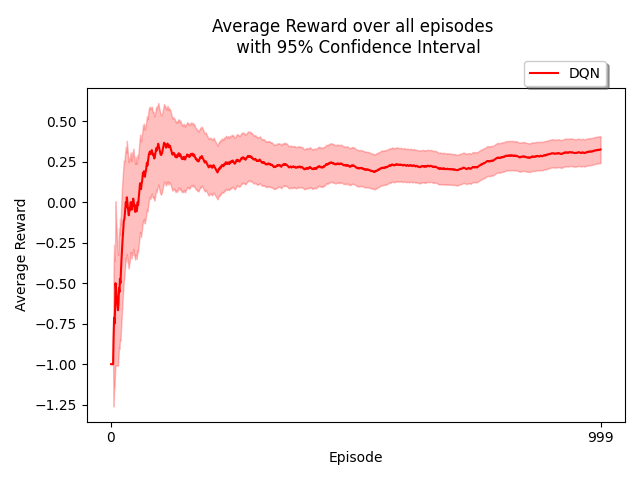 Average Reward over all episodes
with 95% Confidence Interval
DQN
0.50
0.25
0.00
−0.25
−0.50
−0.75
−1.00
−1.25
Average Reward
0
999
Episode